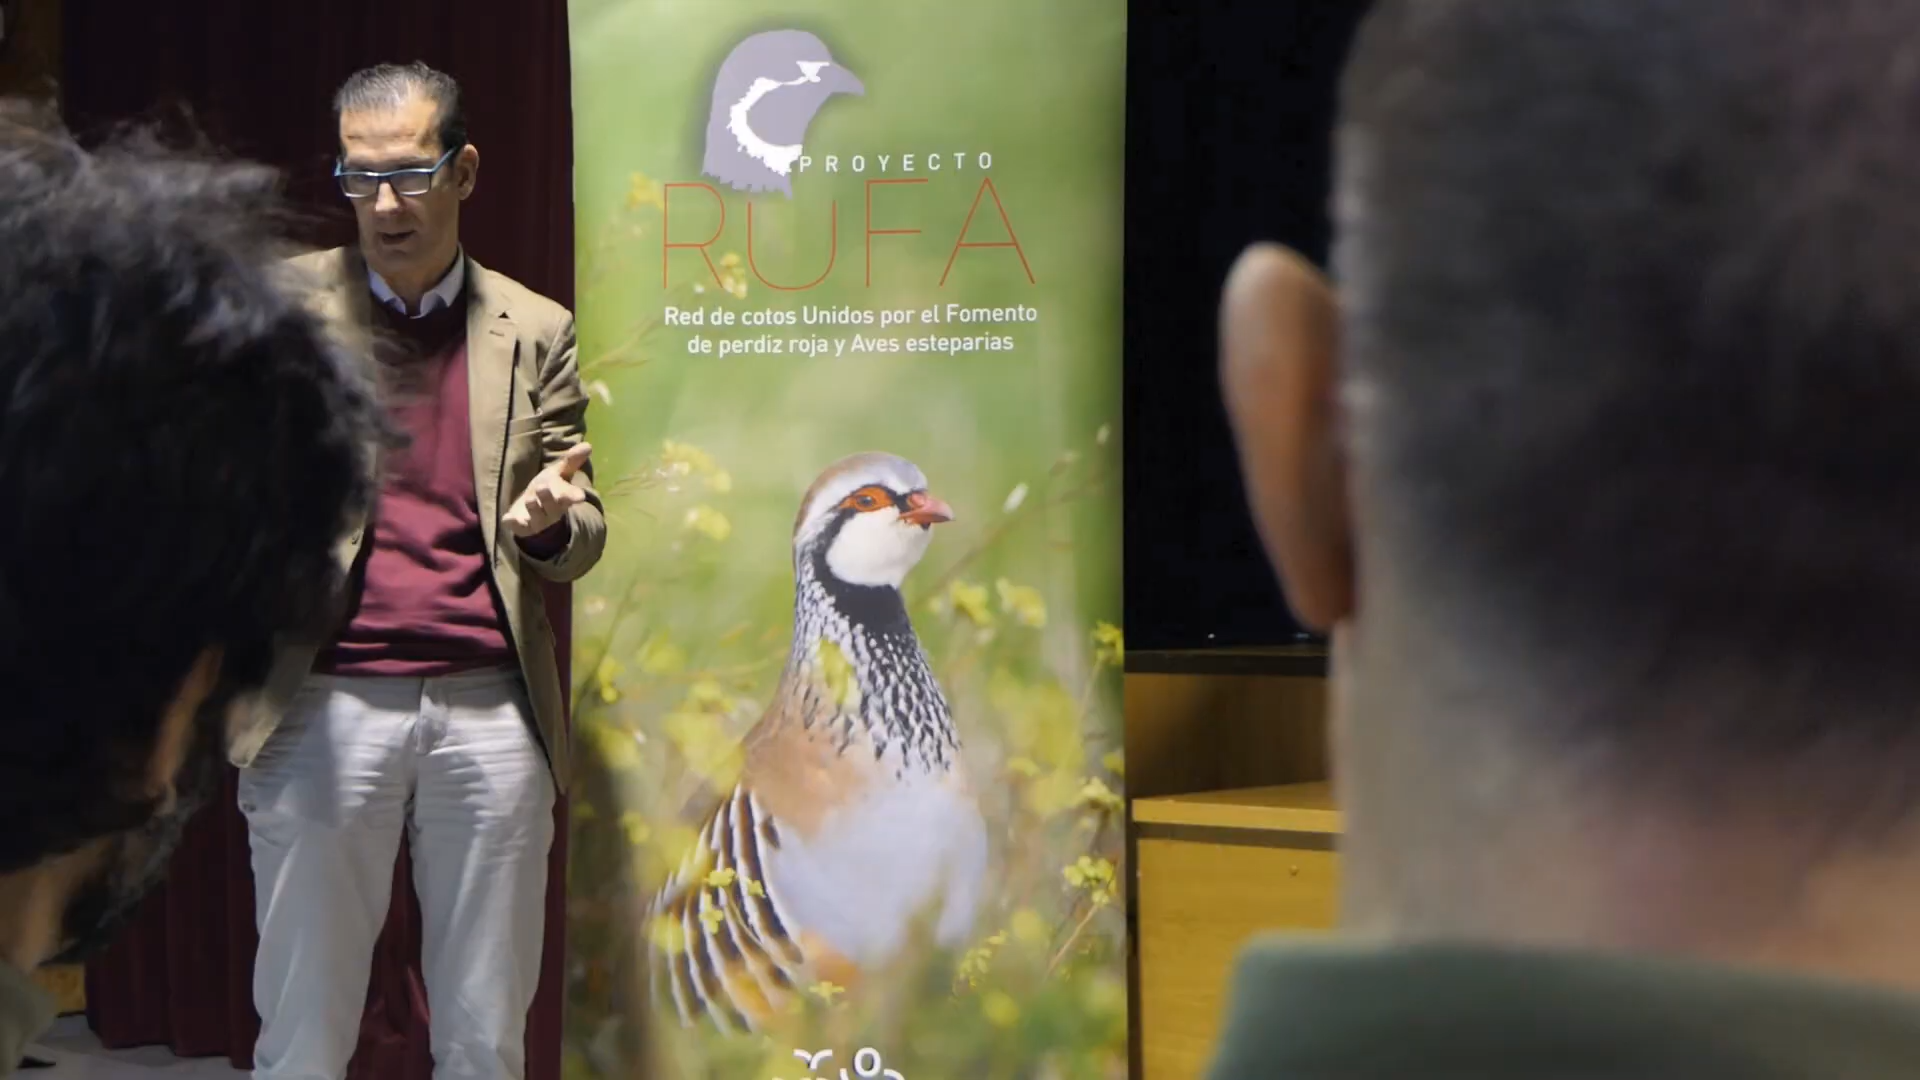 PROYECTO
RUFA
Red de cotos Unidos por el Fomento
de perdiz roja y Aves esteparias